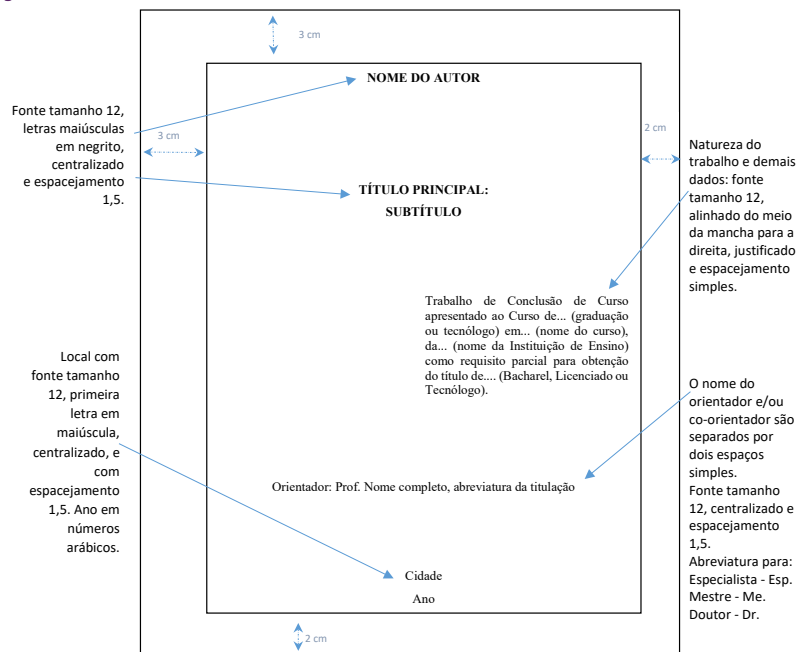 3 cm
NOME DO AUTOR
Fonte tamanho 12,
letras maiúsculas
em negrito,
centralizado
e espacejamento
1,5.
3 cm
2 cm
Natureza do
trabalho e demais
dados: fonte
tamanho 12,
alinhado do meio
da mancha para a
direita, justificado
e espacejamento
simples.
TÍTULO PRINCIPAL:
SUBTÍTULO
Trabalho de Conclusão de Curso
apresentado ao Curso de... (graduação
ou tecnólogo) em... (nome do curso),
da... (nome da Instituição de Ensino)
como requisito parcial para obtenção
do título de.... (Bacharel, Licenciado ou
Tecnólogo).
Local com
fonte tamanho
12, primeira
letra em
maiúscula,
centralizado, e
com
espacejamento
1,5. Ano em
números
arábicos.
O nome do
orientador e/ou
co-orientador são
separados por
dois espaços
simples.
Fonte tamanho
12, centralizado e
espacejamento
1,5.
Abreviatura para:
Especialista - Esp.
Mestre - Me.
Doutor - Dr.
Orientador: Prof. Nome completo, abreviatura da titulação
Cidade
Ano
2 cm